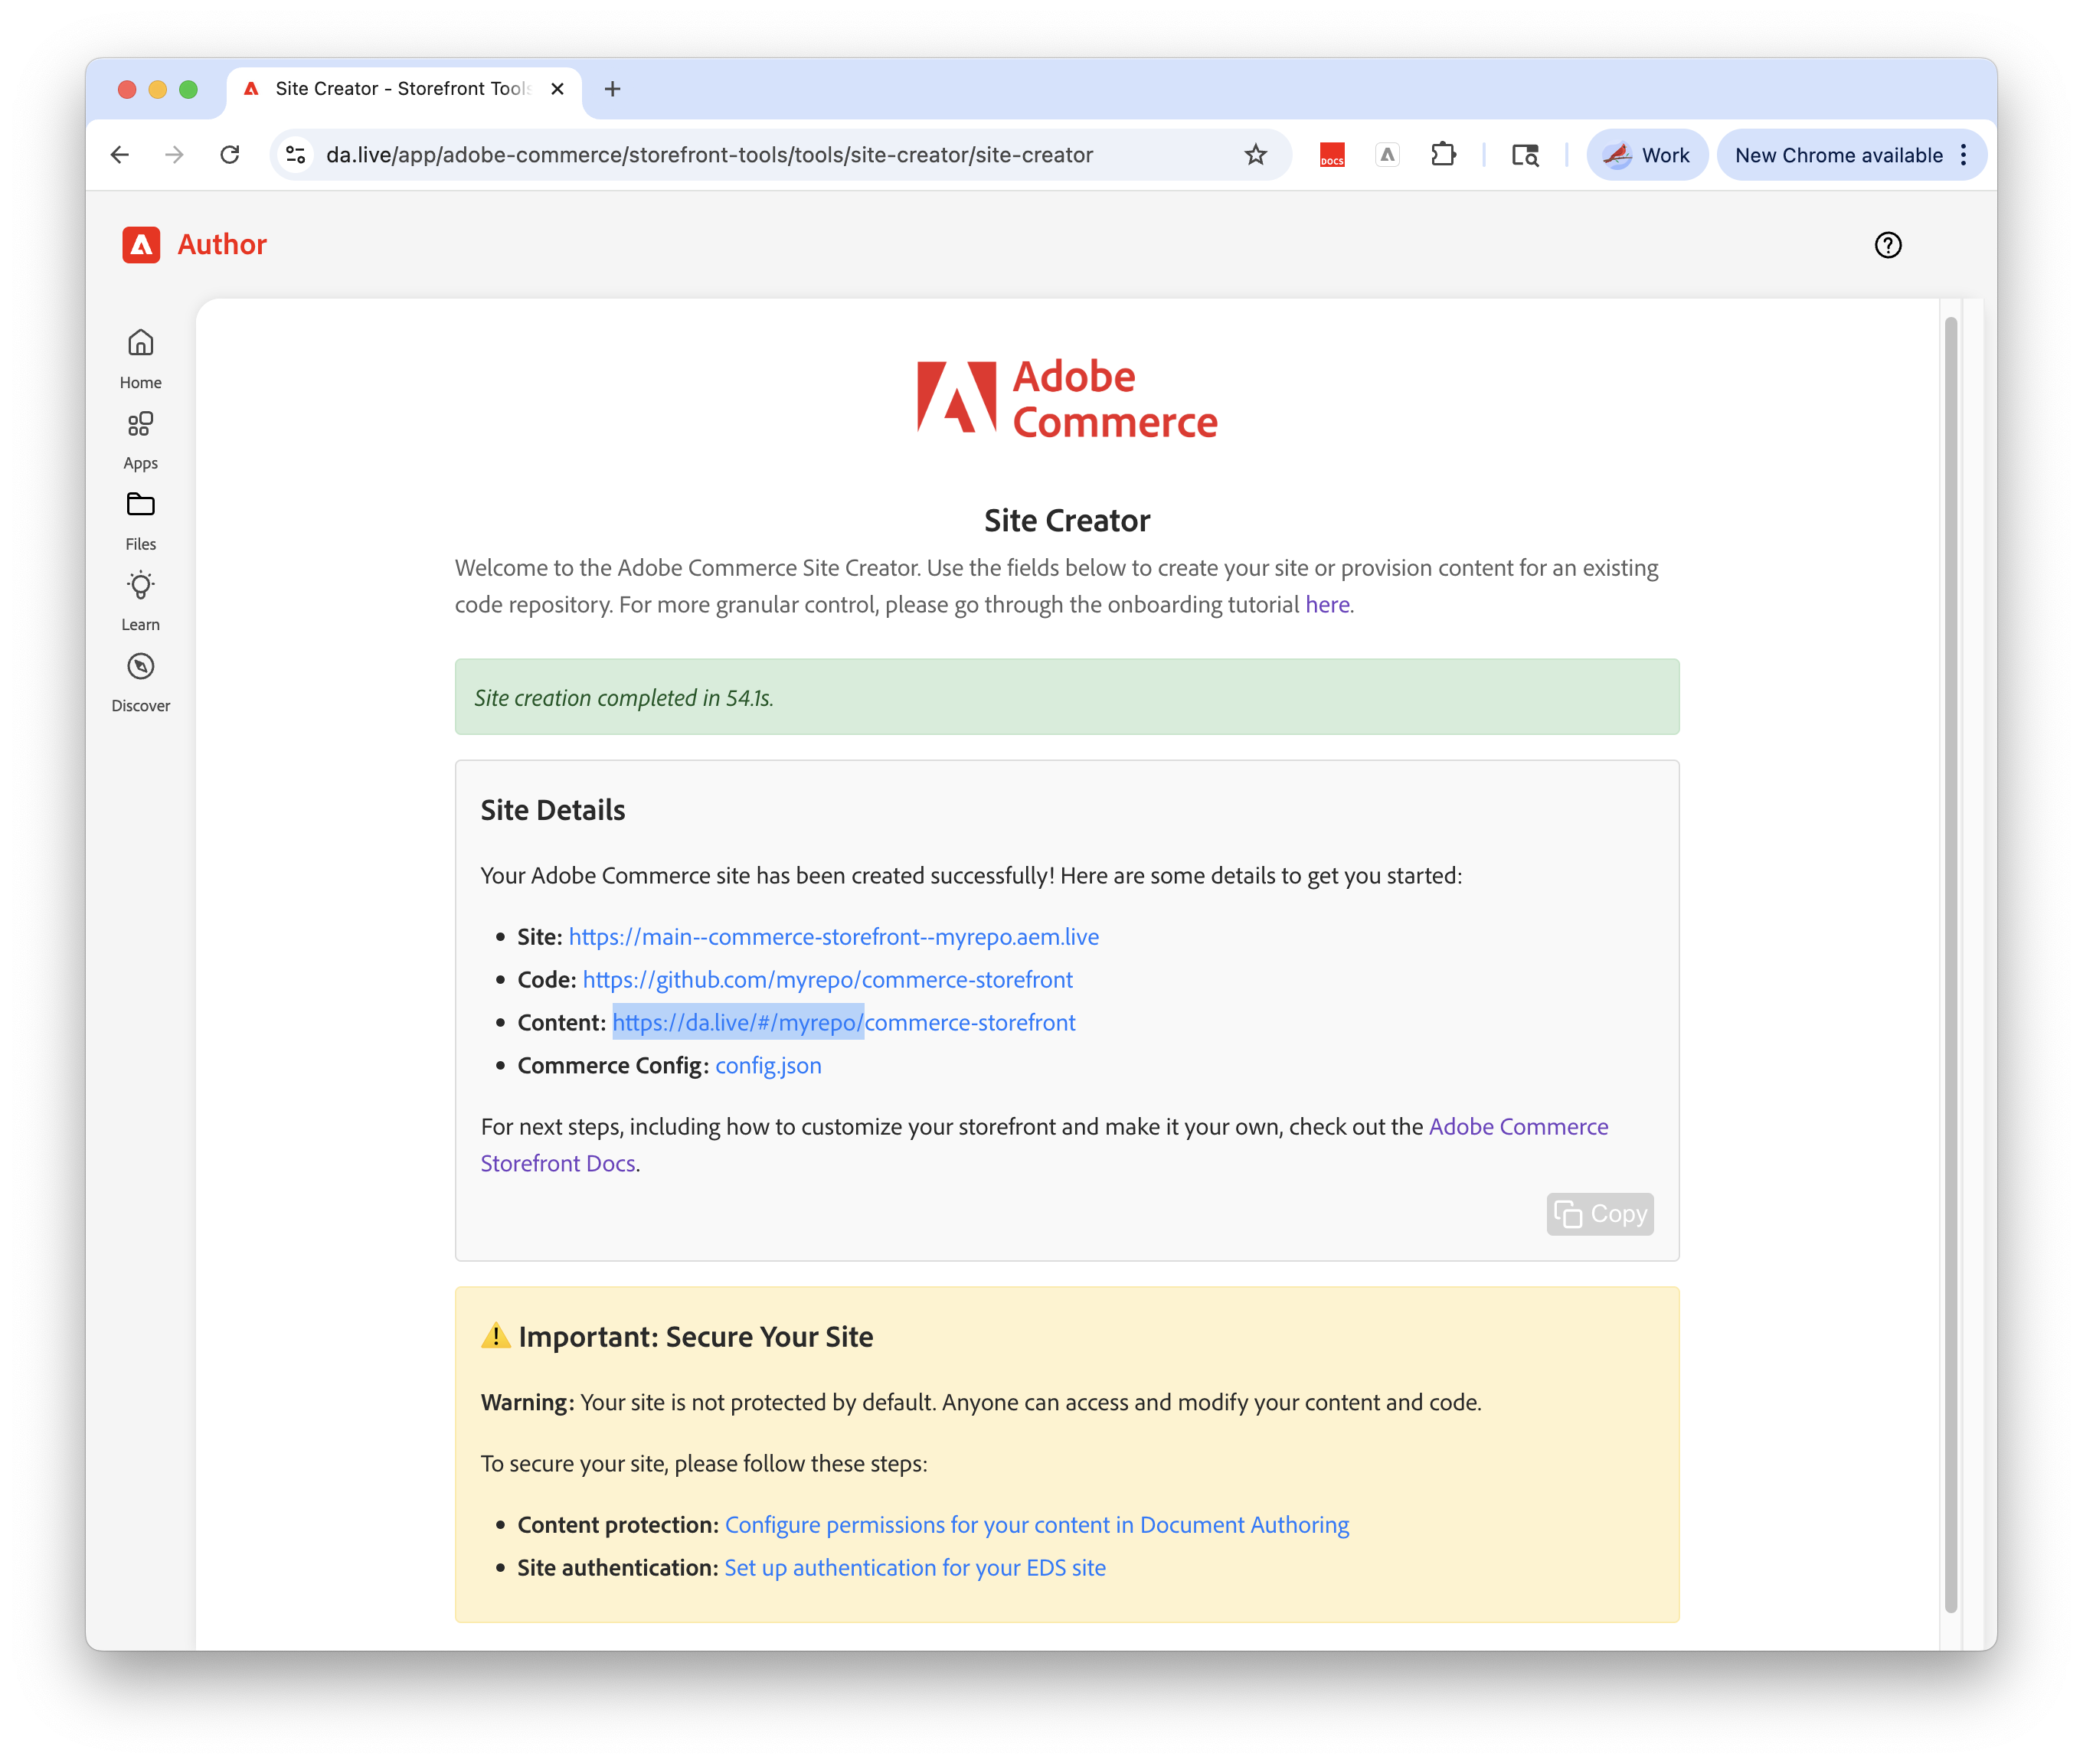 Site Creator - Storefront Tools
da.live/app/adobe-commerce/storefront-tools/tools/site-creator/site-creator
DOCS
Work
New Chrome available
Author
Home
Apps
Files
Learn
Discover
Adobe
Commerce
Site Creator
Welcome to the Adobe Commerce Site Creator. Use the fields below to create your site or provision content for an existing
code repository. For more granular control, please go through the onboarding tutorial here.
Site creation completed in 54.1s.
Site Details
Your Adobe Commerce site has been created successfully! Here are some details to get you started:
• Site: https://main--commerce-storefront--myrepo.aem.live
• Code: https://github.com/myrepo/commerce-storefront
• Content: https://da.live/#/myrepo/commerce-storefront
• Commerce Config: config.json
For next steps, including how to customize your storefront and make it your own, check out the Adobe Commerce
Storefront Docs.
Copy
⚠️ Important: Secure Your Site
Warning: Your site is not protected by default. Anyone can access and modify your content and code.
To secure your site, please follow these steps:
• Content protection: Configure permissions for your content in Document Authoring
• Site authentication: Set up authentication for your EDS site